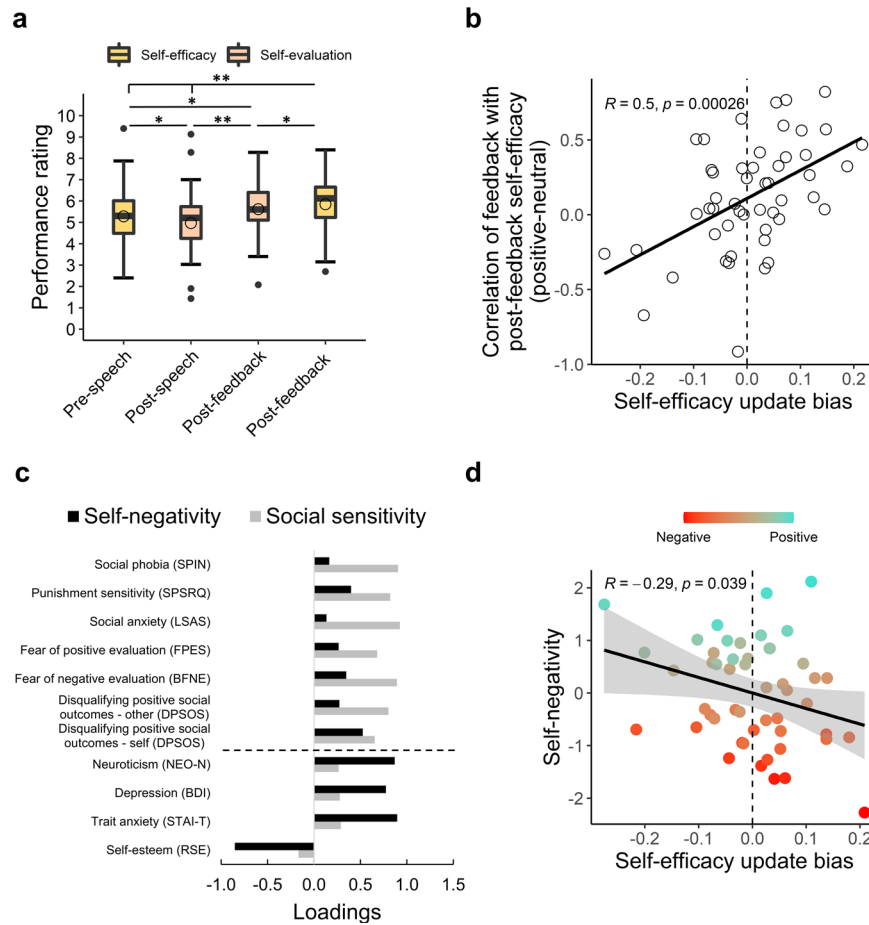 a
Self-efficacy Self-evaluation
**
*
* ** *
Performance rating
10
9
8
7
6
5
4
3
2
1
0
Pre-speech
Post-speech
Post-feedback
Post-feedback
b
R = 0.5, p = 0.00026
Correlation of feedback with
post-feedback self-efficacy
(positive-neutral)
0.5
0.0
-0.5
-1.0
-0.2 -0.1 0.0 0.1 0.2
Self-efficacy update bias
c
Self-negativity Social sensitivity
Social phobia (SPIN)
Punishment sensitivity (SPSRQ)
Social anxiety (LSAS)
Fear of positive evaluation (FPES)
Fear of negative evaluation (BFNE)
Disqualifying positive social
outcomes - other (DPSOS)
Disqualifying positive social
outcomes - self (DPSOS)
Neuroticism (NEO-N)
Depression (BDI)
Trait anxiety (STAI-T)
Self-esteem (RSE)
-1.0 -0.5 0.0 0.5 1.0 1.5
Loadings
d
Negative Positive
R = −0.29, p = 0.039
Self-negativity
2
1
0
-1
-2
-0.2 -0.1 0.0 0.1 0.2
Self-efficacy update bias